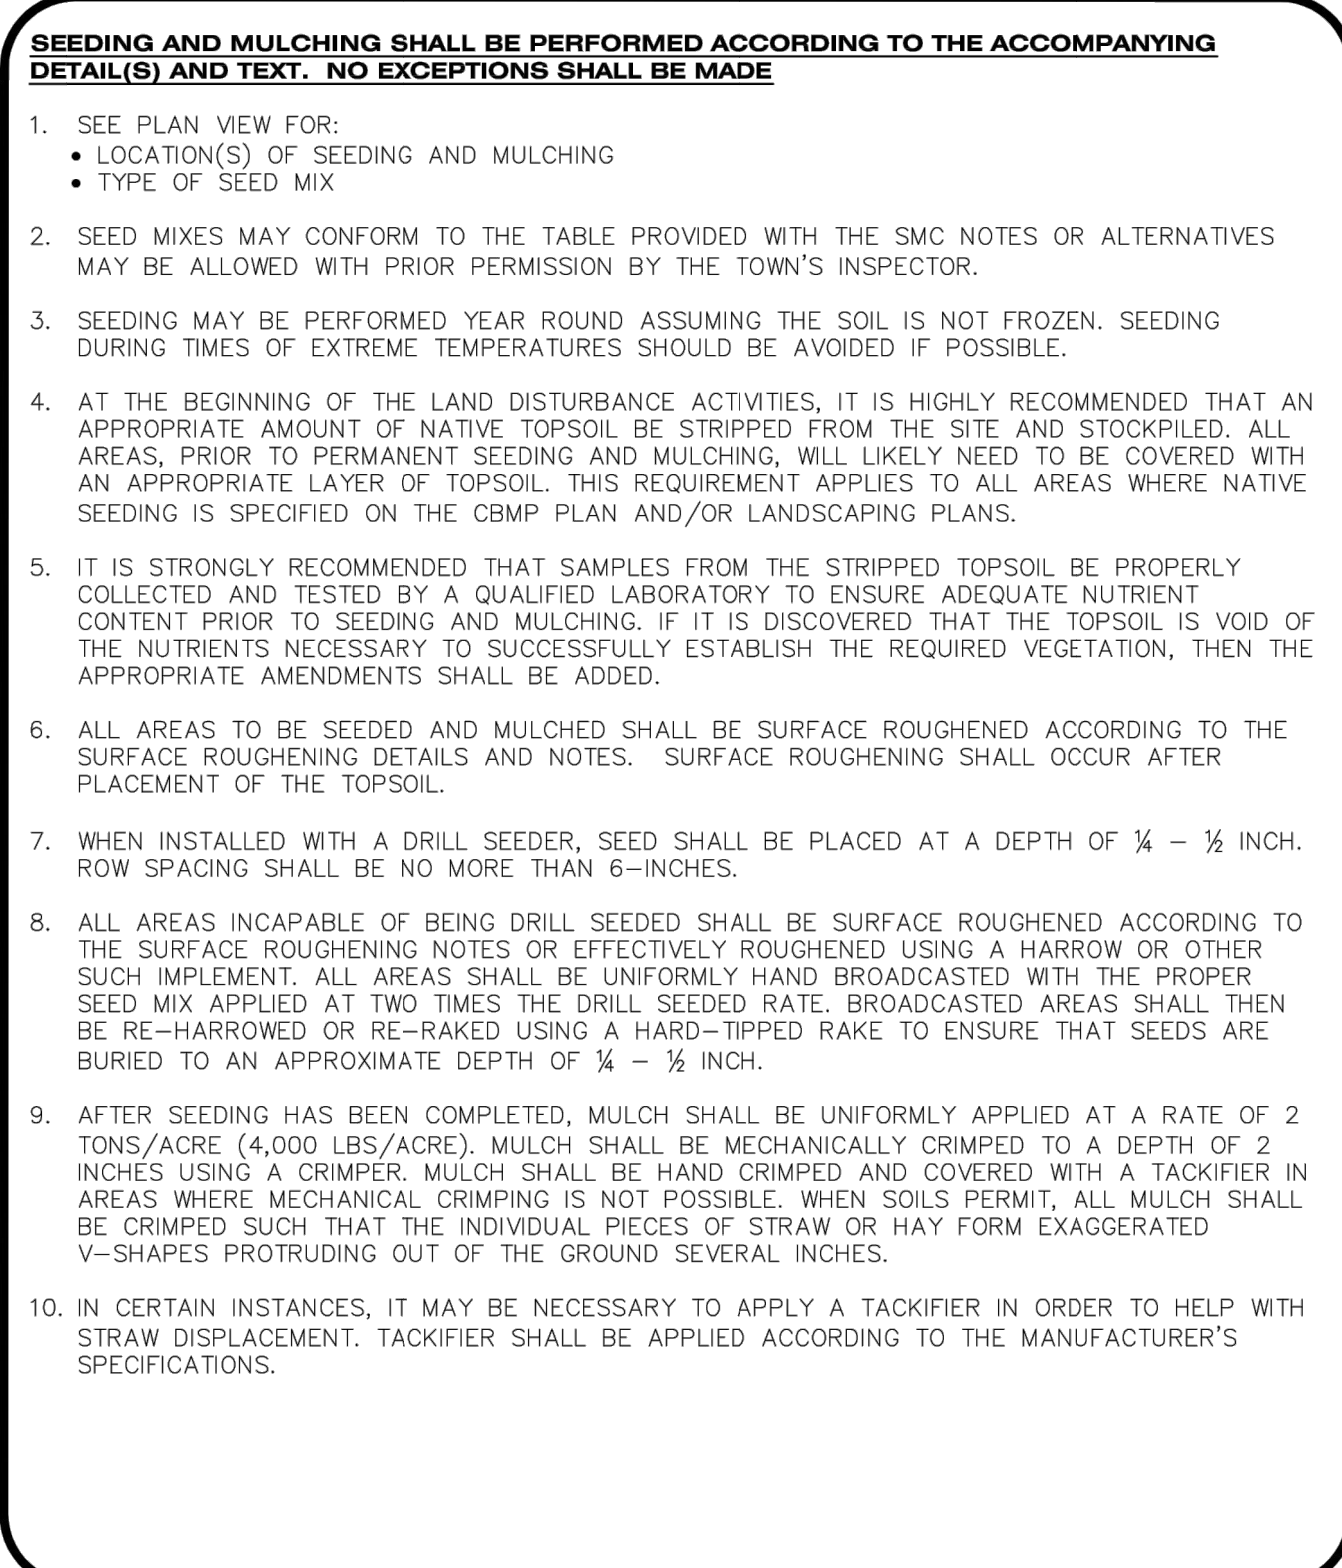 SEEDING AND MULCHING SHALL BE PERFORMED ACCORDING TO THE ACCOMPANYING
DETAIL(S) AND TEXT. NO EXCEPTIONS SHALL BE MADE
1. SEE PLAN VIEW FOR:
• LOCATION(S) OF SEEDING AND MULCHING
• TYPE OF SEED MIX
2. SEED MIXES MAY CONFORM TO THE TABLE PROVIDED WITH THE SMC NOTES OR ALTERNATIVES
MAY BE ALLOWED WITH PRIOR PERMISSION BY THE TOWN'S INSPECTOR.
3. SEEDING MAY BE PERFORMED YEAR ROUND ASSUMING THE SOIL IS NOT FROZEN. SEEDING
DURING TIMES OF EXTREME TEMPERATURES SHOULD BE AVOIDED IF POSSIBLE.
4. AT THE BEGINNING OF THE LAND DISTURBANCE ACTIVITIES, IT IS HIGHLY RECOMMENDED THAT AN
APPROPRIATE AMOUNT OF NATIVE TOPSOIL BE STRIPPED FROM THE SITE AND STOCKPILED. ALL
AREAS, PRIOR TO PERMANENT SEEDING AND MULCHING, WILL LIKELY NEED TO BE COVERED WITH
AN APPROPRIATE LAYER OF TOPSOIL. THIS REQUIREMENT APPLIES TO ALL AREAS WHERE NATIVE
SEEDING IS SPECIFIED ON THE CBMP PLAN AND/OR LANDSCAPING PLANS.
5. IT IS STRONGLY RECOMMENDED THAT SAMPLES FROM THE STRIPPED TOPSOIL BE PROPERLY
COLLECTED AND TESTED BY A QUALIFIED LABORATORY TO ENSURE ADEQUATE NUTRIENT
CONTENT PRIOR TO SEEDING AND MULCHING. IF IT IS DISCOVERED THAT THE TOPSOIL IS VOID OF
THE NUTRIENTS NECESSARY TO SUCCESSFULLY ESTABLISH THE REQUIRED VEGETATION, THEN THE
APPROPRIATE AMENDMENTS SHALL BE ADDED.
6. ALL AREAS TO BE SEEDED AND MULCHED SHALL BE SURFACE ROUGHENED ACCORDING TO THE
SURFACE ROUGHENING DETAILS AND NOTES. SURFACE ROUGHENING SHALL OCCUR AFTER
PLACEMENT OF THE TOPSOIL.
7. WHEN INSTALLED WITH A DRILL SEEDER, SEED SHALL BE PLACED AT A DEPTH OF ¼ – ½ INCH.
ROW SPACING SHALL BE NO MORE THAN 6–INCHES.
8. ALL AREAS INCAPABLE OF BEING DRILL SEEDED SHALL BE SURFACE ROUGHENED ACCORDING TO
THE SURFACE ROUGHENING NOTES OR EFFECTIVELY ROUGHENED USING A HARROW OR OTHER
SUCH IMPLEMENT. ALL AREAS SHALL BE UNIFORMLY HAND BROADCASTED WITH THE PROPER
SEED MIX APPLIED AT TWO TIMES THE DRILL SEEDED RATE. BROADCASTED AREAS SHALL THEN
BE RE–HARROWED OR RE–RAKED USING A HARD–TIPPED RAKE TO ENSURE THAT SEEDS ARE
BURIED TO AN APPROXIMATE DEPTH OF ¼ – ½ INCH.
9. AFTER SEEDING HAS BEEN COMPLETED, MULCH SHALL BE UNIFORMLY APPLIED AT A RATE OF 2
TONS/ACRE (4,000 LBS/ACRE). MULCH SHALL BE MECHANICALLY CRIMPED TO A DEPTH OF 2
INCHES USING A CRIMPER. MULCH SHALL BE HAND CRIMPED AND COVERED WITH A TACKIFIER IN
AREAS WHERE MECHANICAL CRIMPING IS NOT POSSIBLE. WHEN SOILS PERMIT, ALL MULCH SHALL
BE CRIMPED SUCH THAT THE INDIVIDUAL PIECES OF STRAW OR HAY FORM EXAGGERATED
V–SHAPES PROTRUDING OUT OF THE GROUND SEVERAL INCHES.
10. IN CERTAIN INSTANCES, IT MAY BE NECESSARY TO APPLY A TACKIFIER IN ORDER TO HELP WITH
STRAW DISPLACEMENT. TACKIFIER SHALL BE APPLIED ACCORDING TO THE MANUFACTURER'S
SPECIFICATIONS.